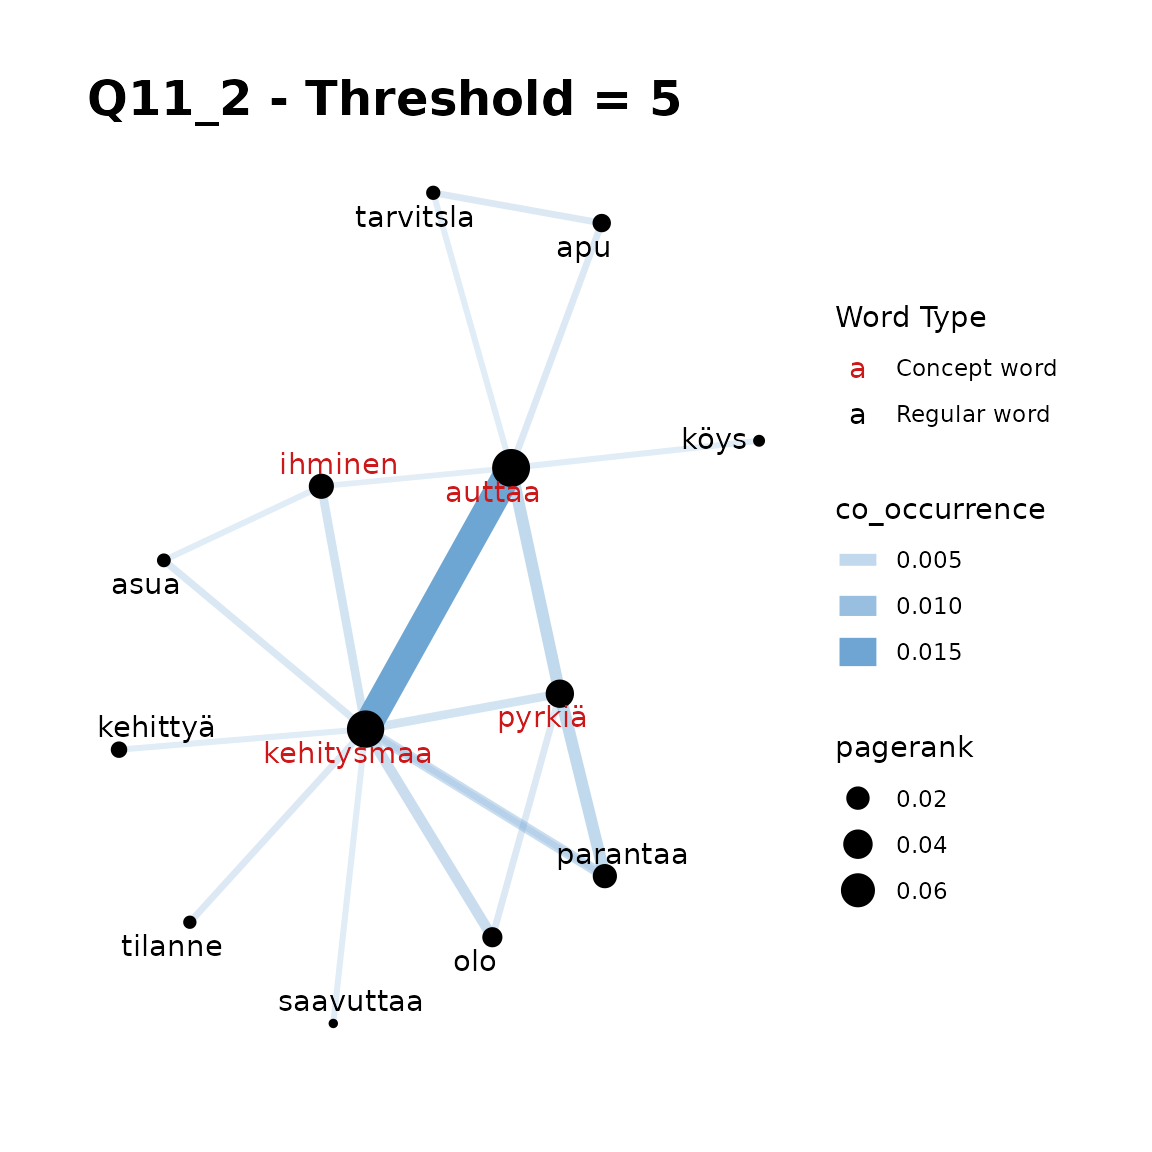 Q11_2 - Threshold = 5
tarvitsla
apu
köys
ihminen
auttaa
asua
kehittyä
pyrkiä
kehitysmaa
parantaa
tilanne
olo
saavuttaa
Word Type
a Concept word
a Regular word
co_occurrence
0.005
0.010
0.015
pagerank
0.02
0.04
0.06